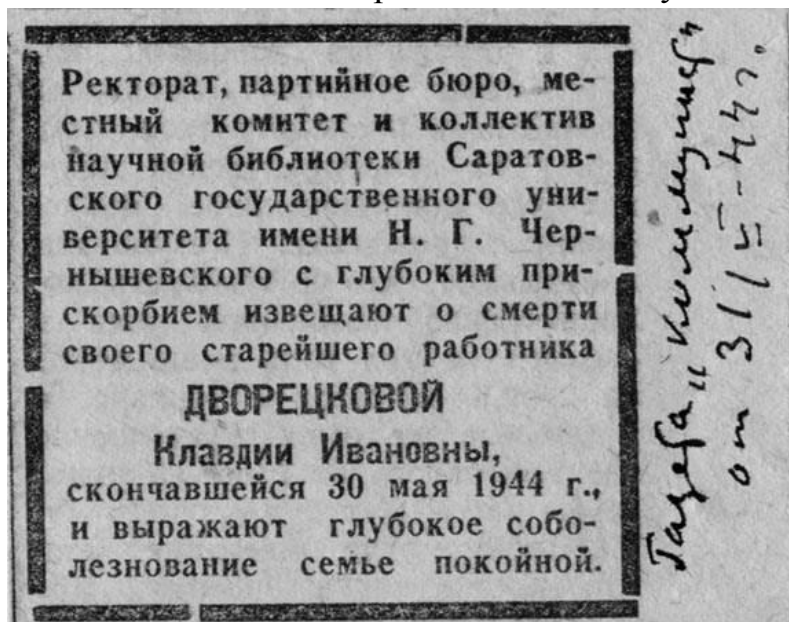 Ректорат, партийное бюро, ме-
стный комитет и коллектив
научной библиотеки Саратов-
ского государственного уни-
верситета имени Н. Г. Чер-
нышевского с глубоким при-
скорбием извещают о смерти
своего старейшего работника
ДВОРЕЦКОВОЙ
Клавдии Ивановны,
скончавшейся 30 мая 1944 г.,
и выражают глубокое собо-
лезнование семье покойной.
Газета „Коммунист"
от 31/V-44г.